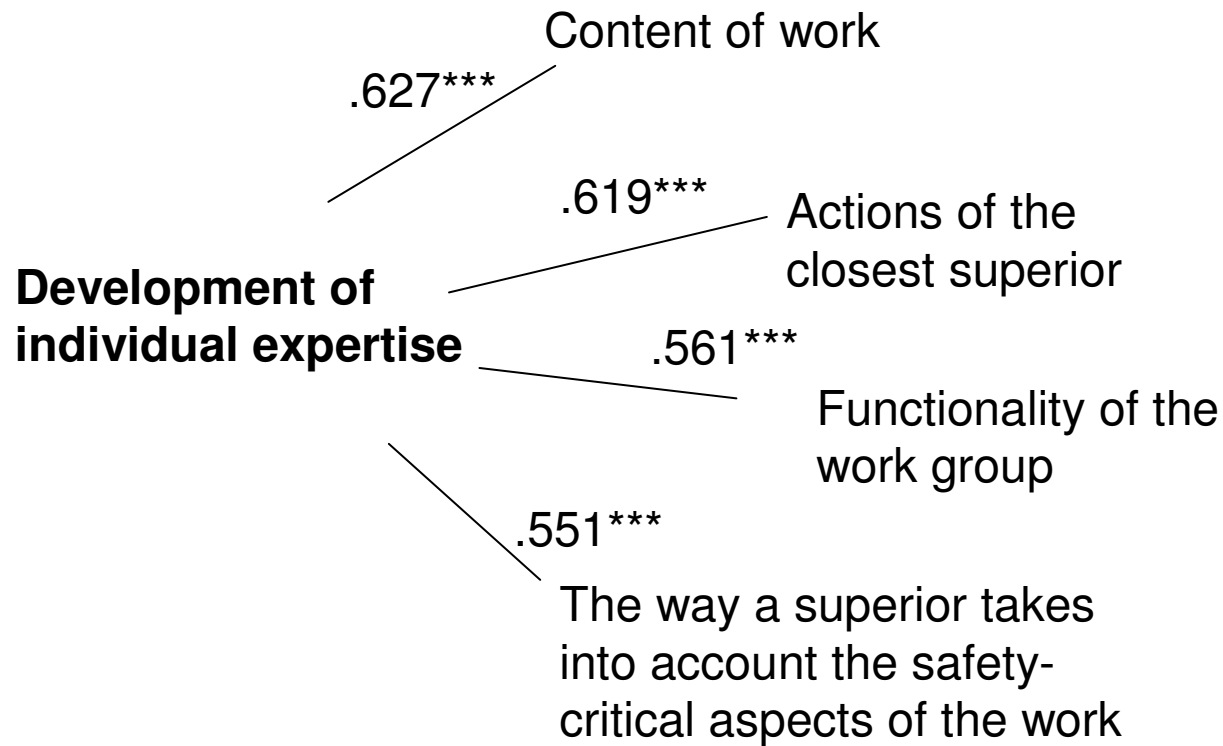 Content of work
.627***
.619***
Actions of the
closest superior
Development of
individual expertise
.561***
Functionality of the
work group
.551***
The way a superior takes
into account the safety-
critical aspects of the work